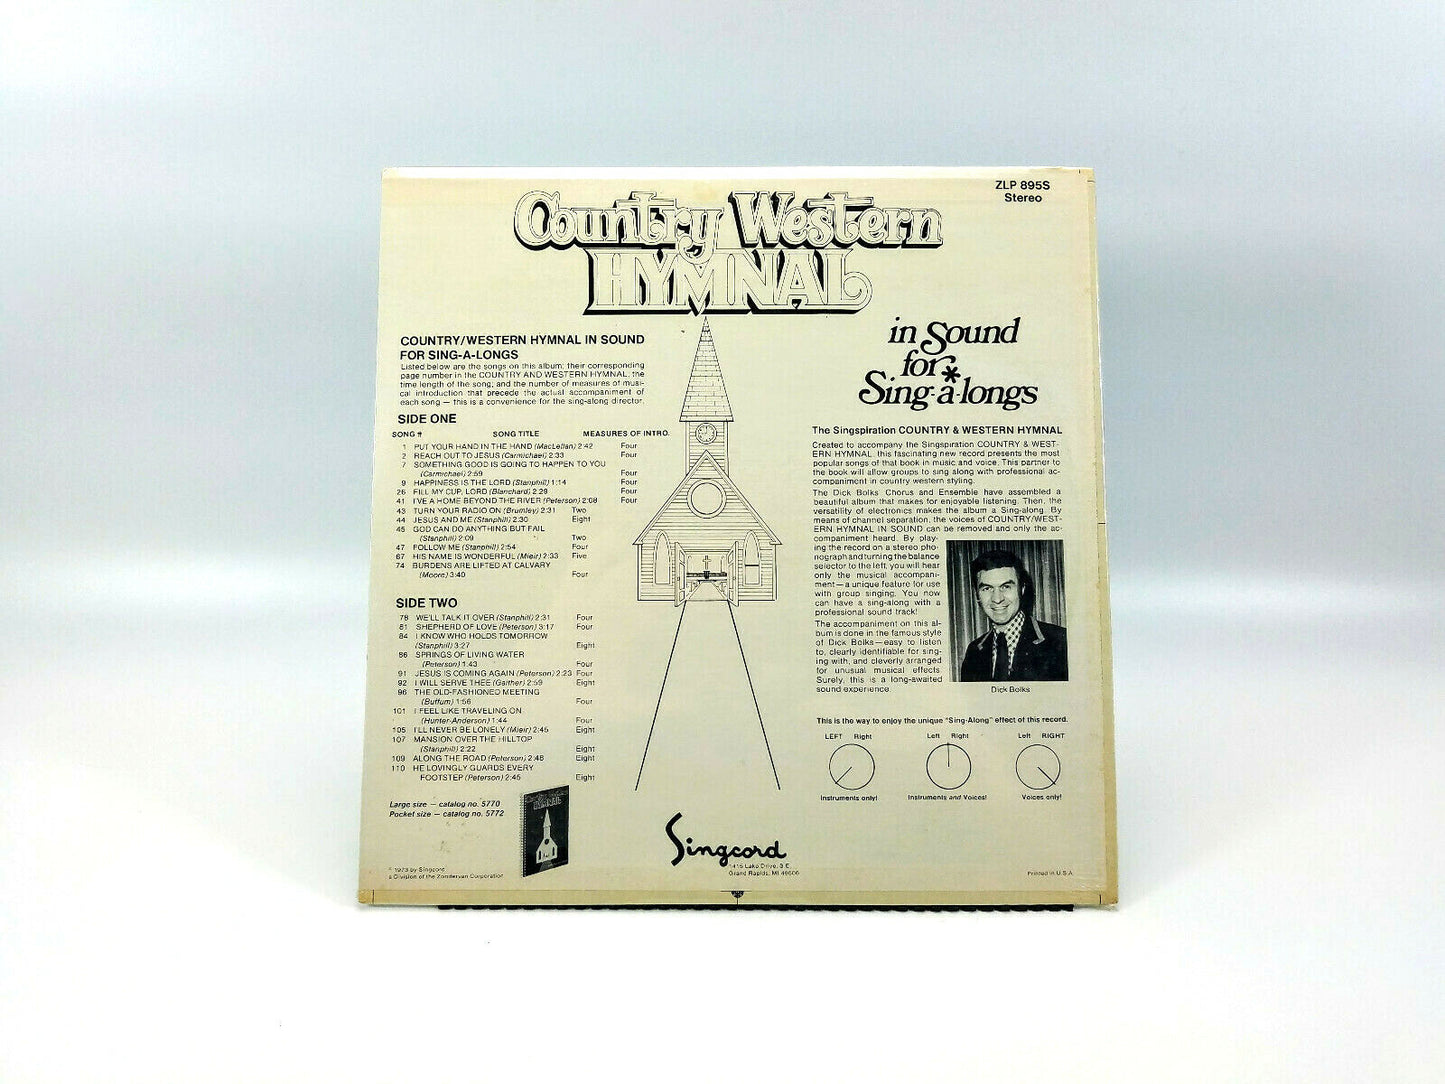 ZLP 895S
Stereo
Country Western
HYMNAL
in Sound
for
Sing-a-longs
*
COUNTRY/WESTERN HYMNAL IN SOUND
FOR SING-A-LONGS
Listed below are the songs on this album; their corresponding
page number in the COUNTRY AND WESTERN HYMNAL; the
time length of the song; and the number of measures of musi-
cal introduction that precede the actual accompaniment of
each song — this is a convenience for the sing-along director.
SIDE ONE
SONG # SONG TITLE MEASURES OF INTRO.
1 PUT YOUR HAND IN THE HAND (MacLellan) 2:42 Four
2 REACH OUT TO JESUS (Carmichael) 2:33 Four
7 SOMETHING GOOD IS GOING TO HAPPEN TO YOU
(Carmichael) 2:59 Four
9 HAPPINESS IS THE LORD (Stanphill) 1:14 Four
26 FILL MY CUP, LORD (Blanchard) 2:29 Four
41 I'VE A HOME BEYOND THE RIVER (Peterson) 2:08 Four
43 TURN YOUR RADIO ON (Brumley) 2:31 Two
44 JESUS AND ME (Stanphill) 2:30 Eight
45 GOD CAN DO ANYTHING BUT FAIL
(Stanphill) 2:09 Two
47 FOLLOW ME (Stanphill) 2:54 Four
67 HIS NAME IS WONDERFUL (Mieir) 2:33 Five
74 BURDENS ARE LIFTED AT CALVARY
(Moore) 3:40 Four
SIDE TWO
78 WE'LL TALK IT OVER (Stanphill) 2:31 Four
81 SHEPHERD OF LOVE (Peterson) 3:17 Four
84 I KNOW WHO HOLDS TOMORROW
(Stanphill) 3:27 Eight
86 SPRINGS OF LIVING WATER
(Peterson) 1:43 Four
91 JESUS IS COMING AGAIN (Peterson) 2:23 Four
92 I WILL SERVE THEE (Gaither) 2:59 Eight
96 THE OLD-FASHIONED MEETING
(Buffum) 1:56 Four
101 I FEEL LIKE TRAVELING ON
(Hunter-Anderson) 1:44 Four
105 I'LL NEVER BE LONELY (Mieir) 2:45 Eight
107 MANSION OVER THE HILLTOP
(Stanphill) 2:22 Eight
109 ALONG THE ROAD (Peterson) 2:48 Eight
110 HE LOVINGLY GUARDS EVERY
FOOTSTEP (Peterson) 2:45 Eight
Large size — catalog no. 5770
Pocket size — catalog no. 5772
HYMNAL
© 1973 by Singcord
a Division of the Zondervan Corporation
The Singspiration COUNTRY & WESTERN HYMNAL
Created to accompany the Singspiration COUNTRY & WEST-
ERN HYMNAL, this fascinating new record presents the most
popular songs of that book in music and voice. This partner to
the book will allow groups to sing along with professional ac-
companiment in country western styling.
The Dick Bolks Chorus and Ensemble have assembled a
beautiful album that makes for enjoyable listening. Then, the
versatility of electronics makes the album a Sing-along. By
means of channel separation, the voices of COUNTRY/WEST-
ERN HYMNAL IN SOUND can be removed and only the ac-
companiment heard. By play-
ing the record on a stereo pho-
nograph and turning the balance
selector to the left, you will hear
only the musical accompani-
ment — a unique feature for use
with group singing. You now
can have a sing-along with a
professional sound track!
The accompaniment on this al-
bum is done in the famous style
of Dick Bolks — easy to listen
to, clearly identifiable for sing-
ing with, and cleverly arranged
for unusual musical effects.
Surely, this is a long-awaited
sound experience.
Dick Bolks
This is the way to enjoy the unique "Sing-Along" effect of this record.
LEFT Right Left Right Left RIGHT
Instruments only! Instruments and Voices! Voices only!
Singcord
1415 Lake Drive, S.E.
Grand Rapids, MI 49506
Printed in U.S.A.